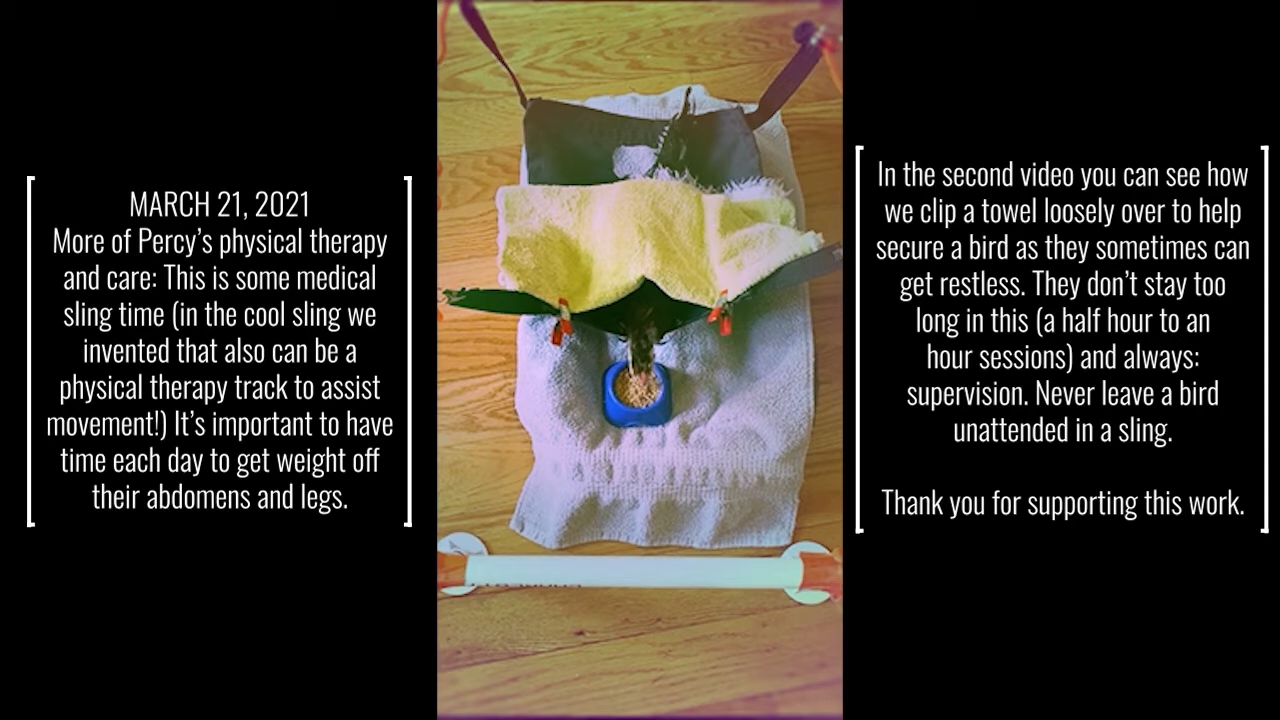 MARCH 21, 2021
More of Percy’s physical therapy
and care: This is some medical
sling time (in the cool sling we
invented that also can be a
physical therapy track to assist
movement!) It’s important to have
time each day to get weight off
their abdomens and legs.
In the second video you can see how
we clip a towel loosely over to help
secure a bird as they sometimes can
get restless. They don’t stay too
long in this (a half hour to an
hour sessions) and always:
supervision. Never leave a bird
unattended in a sling.
Thank you for supporting this work.